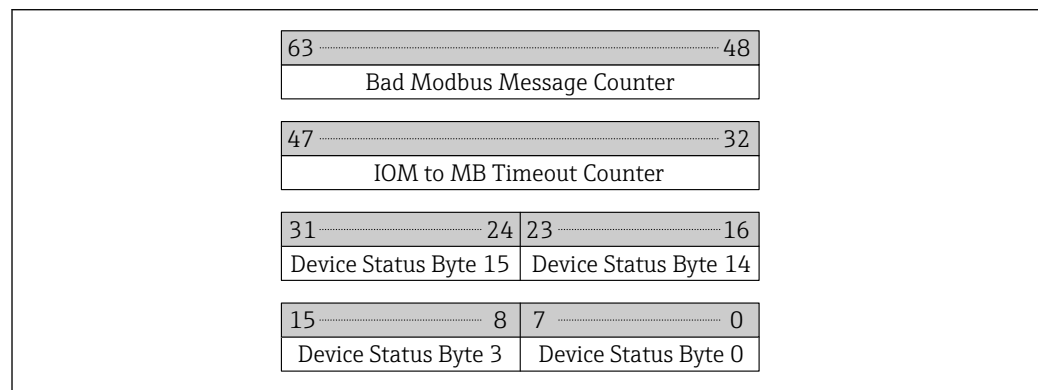 63 48
Bad Modbus Message Counter
47 32
IOM to MB Timeout Counter
31 24 23 16
Device Status Byte 15 Device Status Byte 14
15 8 7 0
Device Status Byte 3 Device Status Byte 0